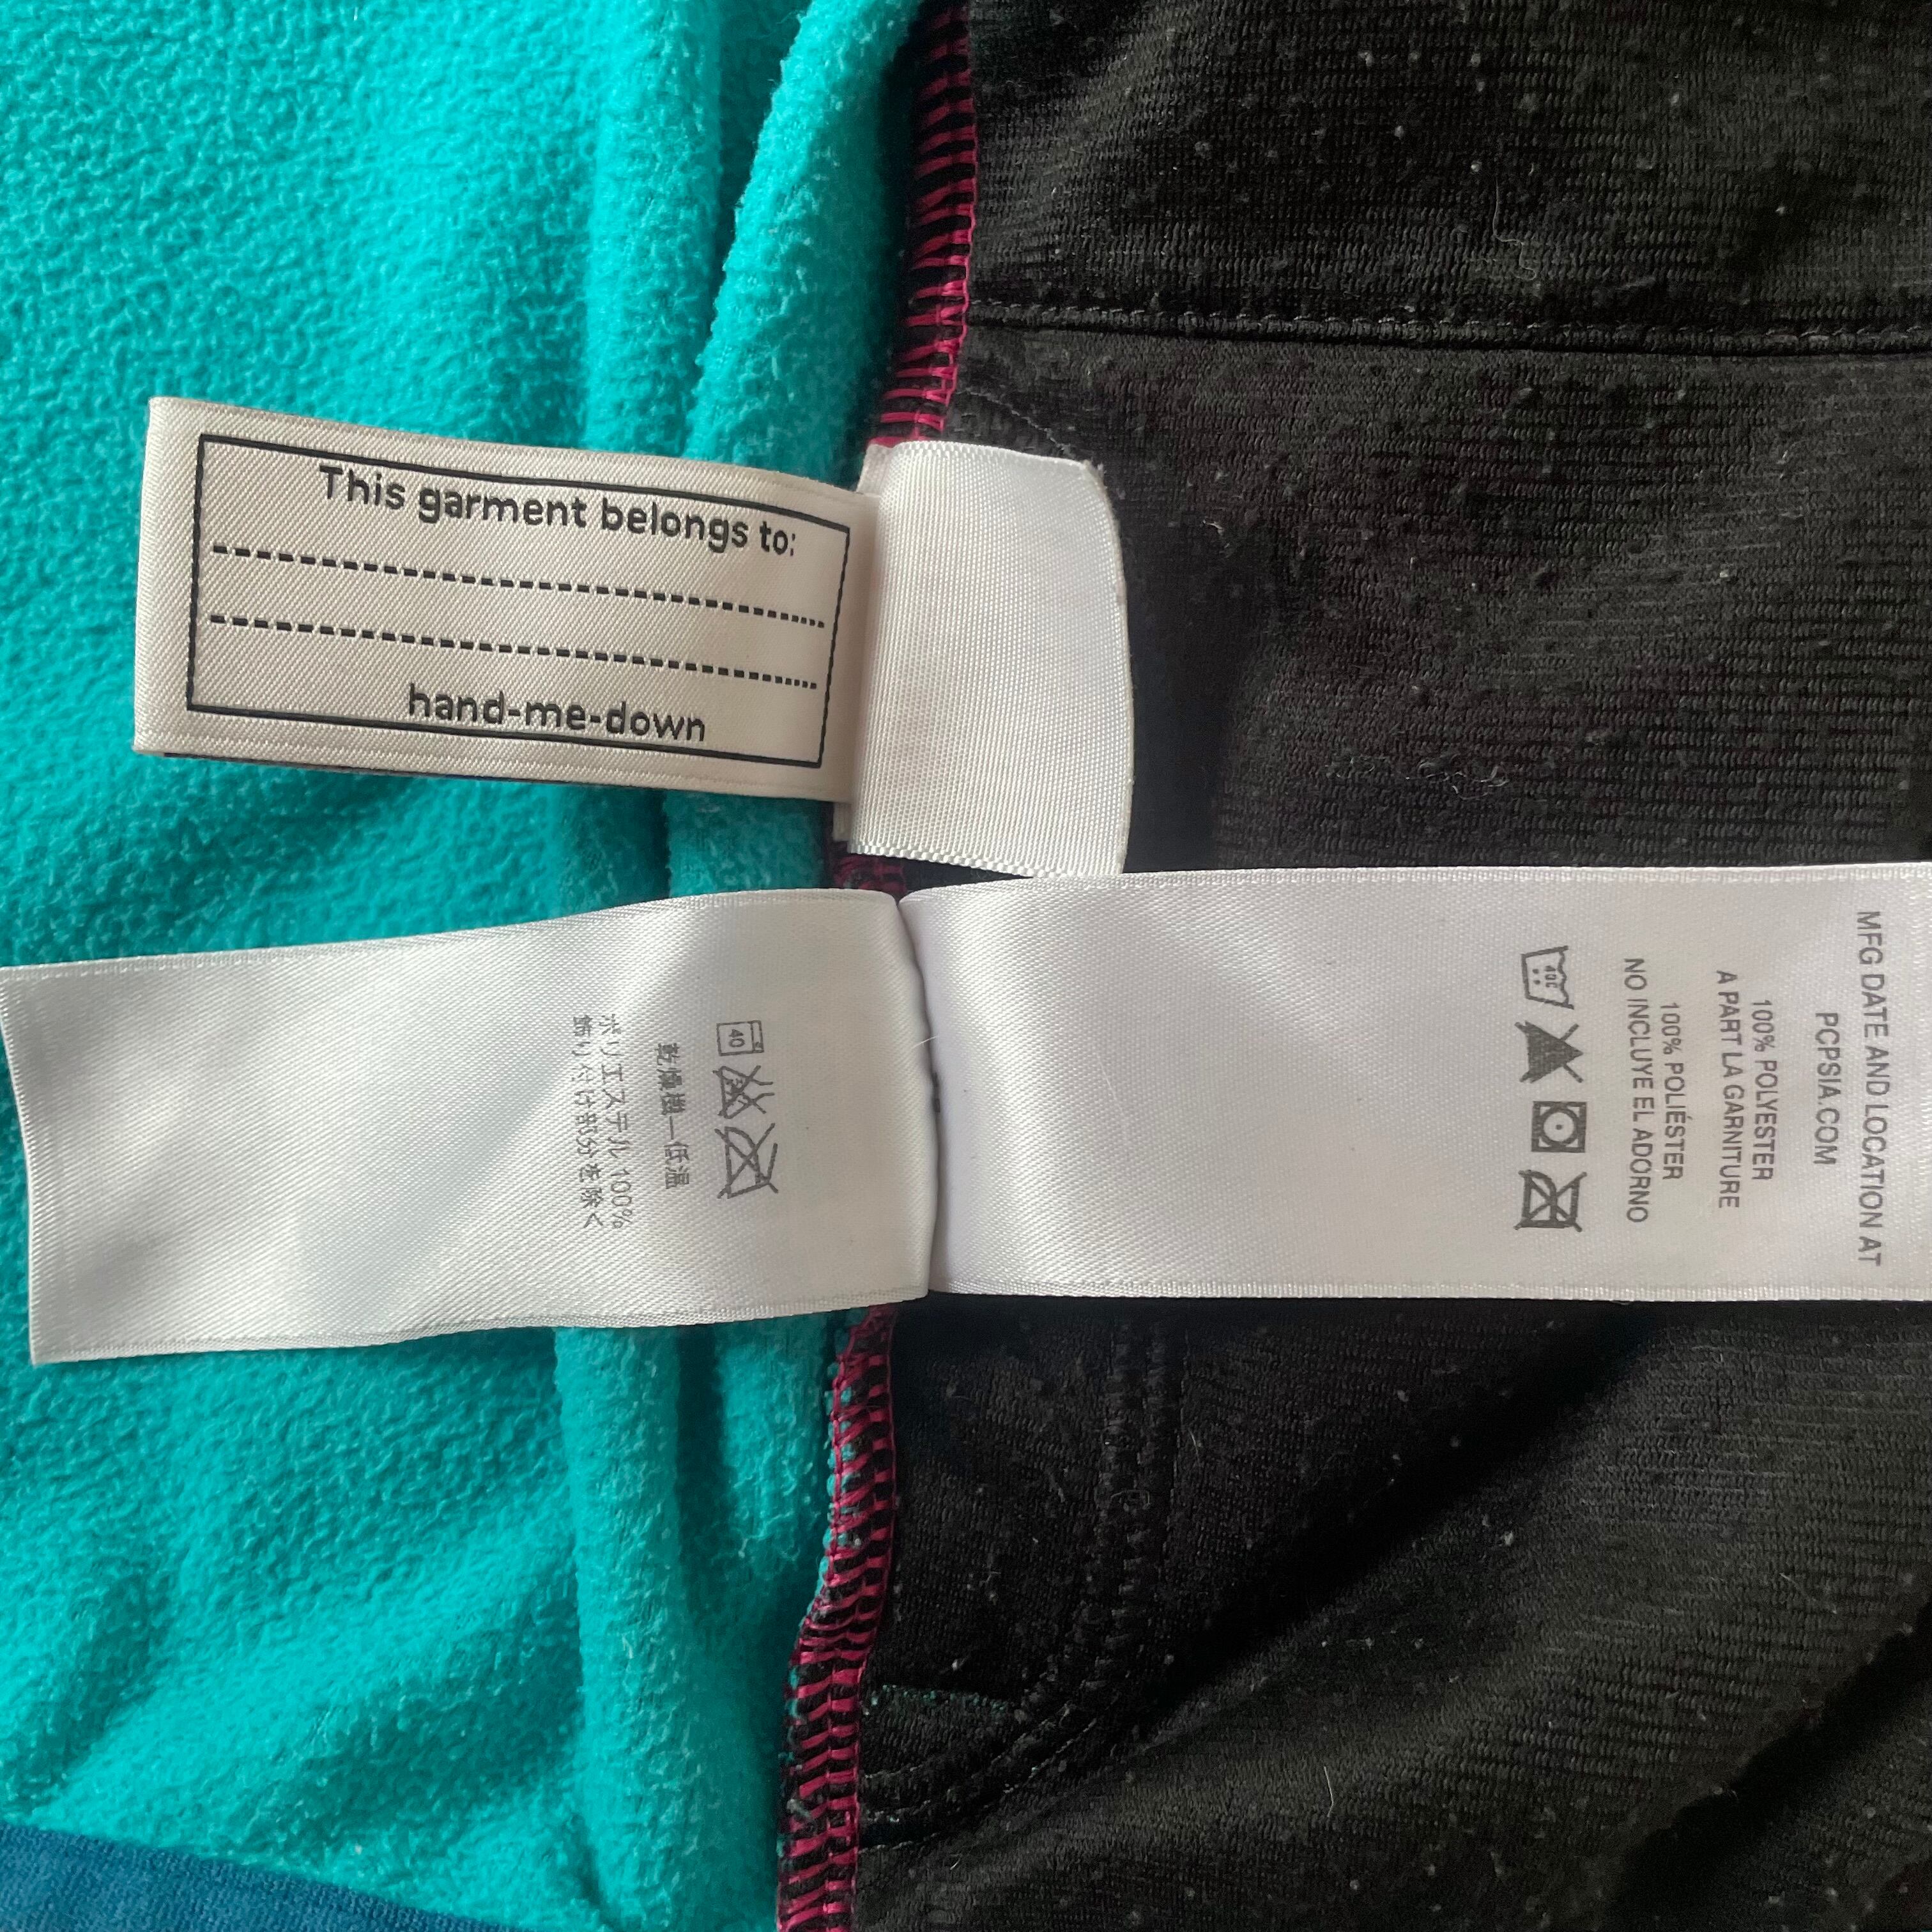 This garment belongs to:
hand-me-down
MFG DATE AND LOCATION AT
PCPSIA.COM
100% POLYESTER
A PART LA GARNITURE
100% POLIÉSTER
NO INCLUYE EL ADORNO
40C
40
乾燥機—低温
ポリエステル 100%
飾り付け部分を除く